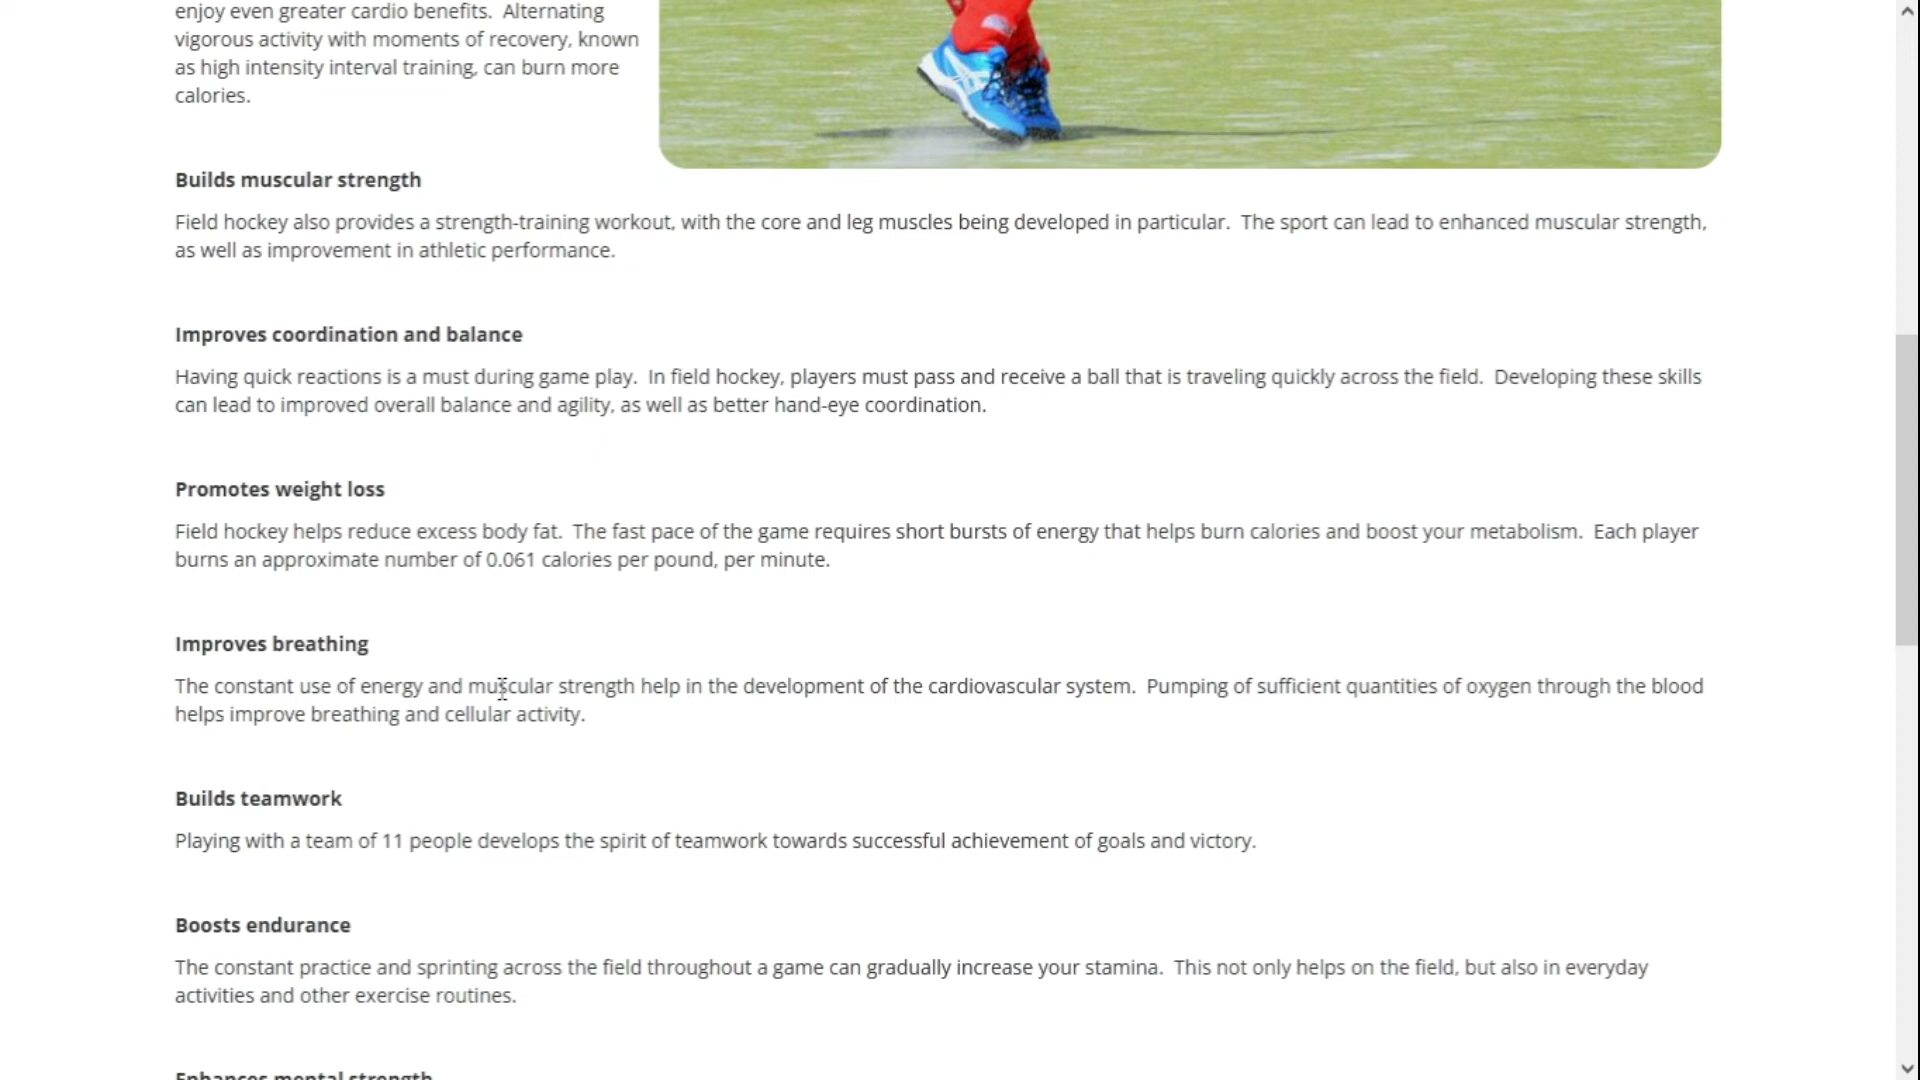 enjoy even greater cardio benefits.  Alternating
vigorous activity with moments of recovery, known
as high intensity interval training, can burn more
calories.
Builds muscular strength
Field hockey also provides a strength-training workout, with the core and leg muscles being developed in particular.  The sport can lead to enhanced muscular strength,
as well as improvement in athletic performance.
Improves coordination and balance
Having quick reactions is a must during game play.  In field hockey, players must pass and receive a ball that is traveling quickly across the field.  Developing these skills
can lead to improved overall balance and agility, as well as better hand-eye coordination.
Promotes weight loss
Field hockey helps reduce excess body fat.  The fast pace of the game requires short bursts of energy that helps burn calories and boost your metabolism.  Each player
burns an approximate number of 0.061 calories per pound, per minute.
Improves breathing
The constant use of energy and muscular strength help in the development of the cardiovascular system.  Pumping of sufficient quantities of oxygen through the blood
helps improve breathing and cellular activity.
Builds teamwork
Playing with a team of 11 people develops the spirit of teamwork towards successful achievement of goals and victory.
Boosts endurance
The constant practice and sprinting across the field throughout a game can gradually increase your stamina.  This not only helps on the field, but also in everyday
activities and other exercise routines.
Enhances mental strength